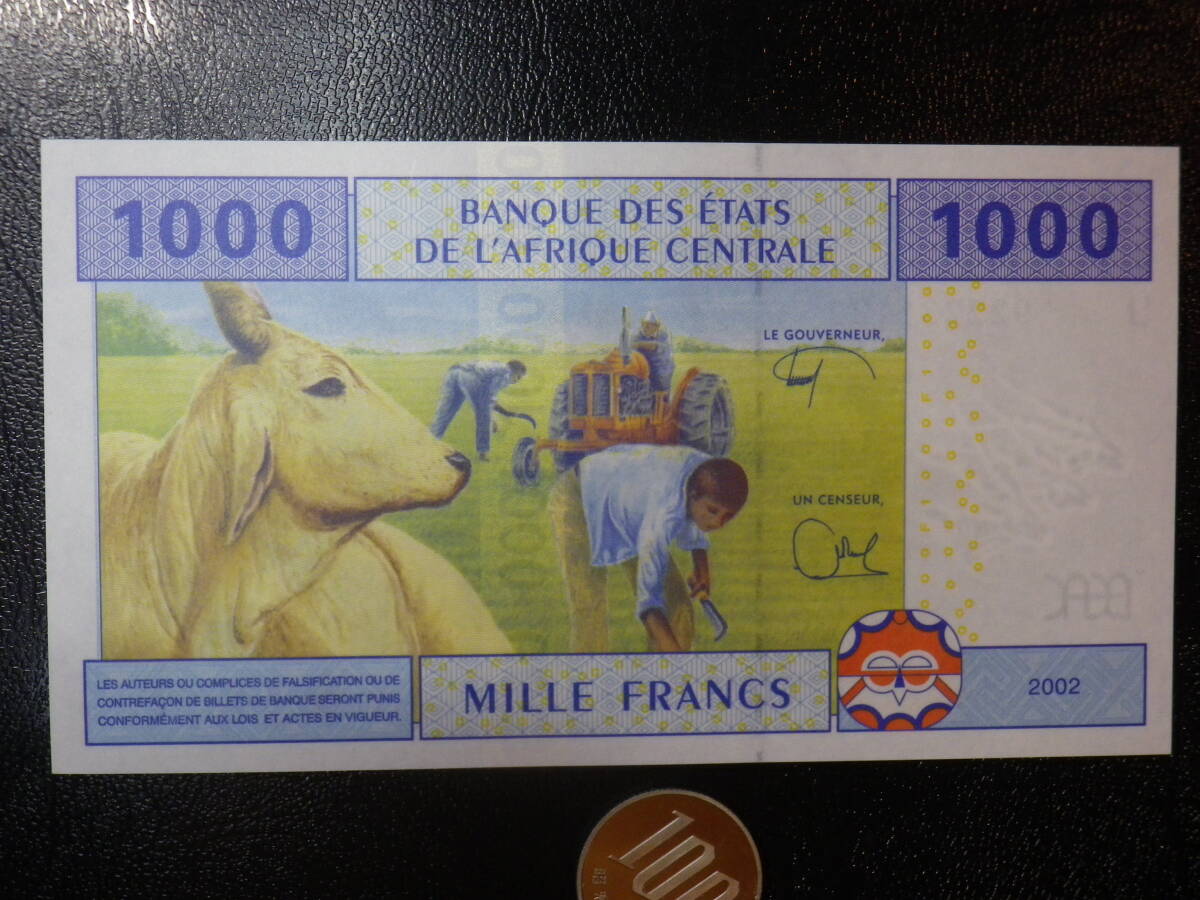 1000
BANQUE DES ÉTATS
DE L'AFRIQUE CENTRALE
1000
LE GOUVERNEUR,
UN CENSEUR,
LES AUTEURS OU COMPLICES DE FALSIFICATION OU DE
CONTREFAÇON DE BILLETS DE BANQUE SERONT PUNIS
CONFORMÉMENT AUX LOIS ET ACTES EN VIGUEUR.
MILLE FRANCS
2002
100